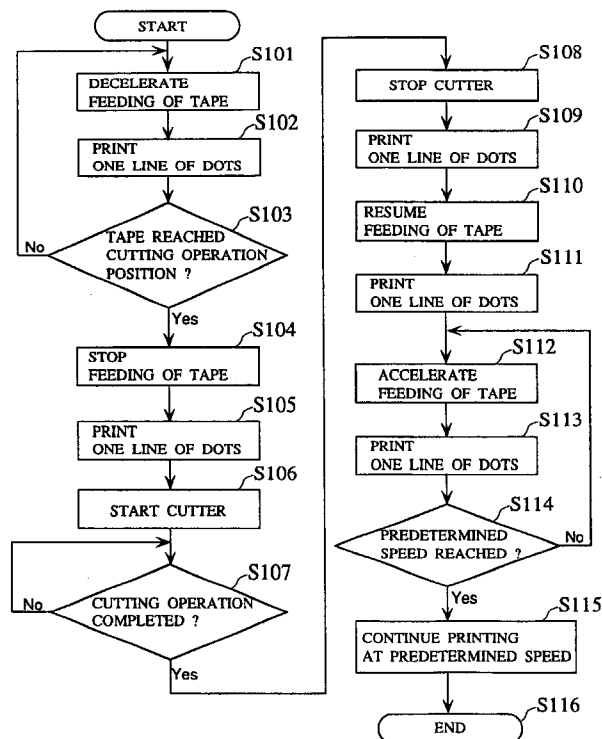 START
S101
DECELERATE
FEEDING OF TAPE
S102
PRINT
ONE LINE OF DOTS
S103
TAPE REACHED
CUTTING OPERATION
POSITION ?
No
Yes
S104
STOP
FEEDING OF TAPE
S105
PRINT
ONE LINE OF DOTS
S106
START CUTTER
S107
CUTTING OPERATION
COMPLETED ?
No
Yes
S108
STOP CUTTER
S109
PRINT
ONE LINE OF DOTS
S110
RESUME
FEEDING OF TAPE
S111
PRINT
ONE LINE OF DOTS
S112
ACCELERATE
FEEDING OF TAPE
S113
PRINT
ONE LINE OF DOTS
S114
PREDETERMINED
SPEED REACHED ?
No
Yes
S115
CONTINUE PRINTING
AT PREDETERMINED SPEED
S116
END